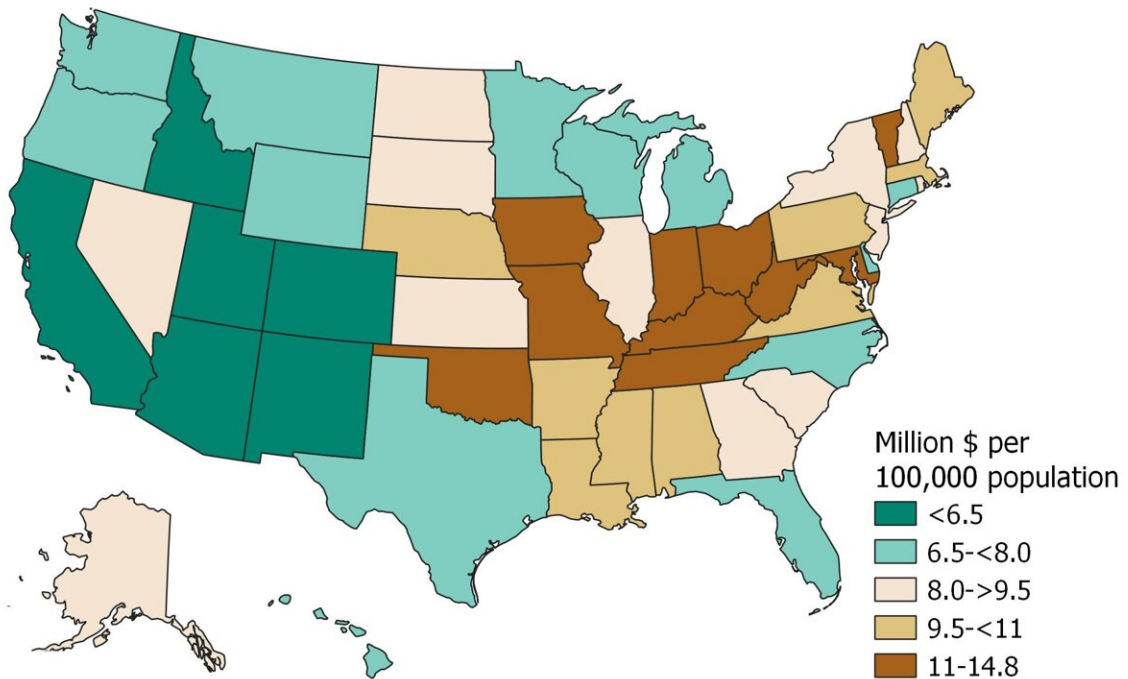 Million $ per
100,000 population
<6.5
6.5-<8.0
8.0->9.5
9.5-<11
11-14.8